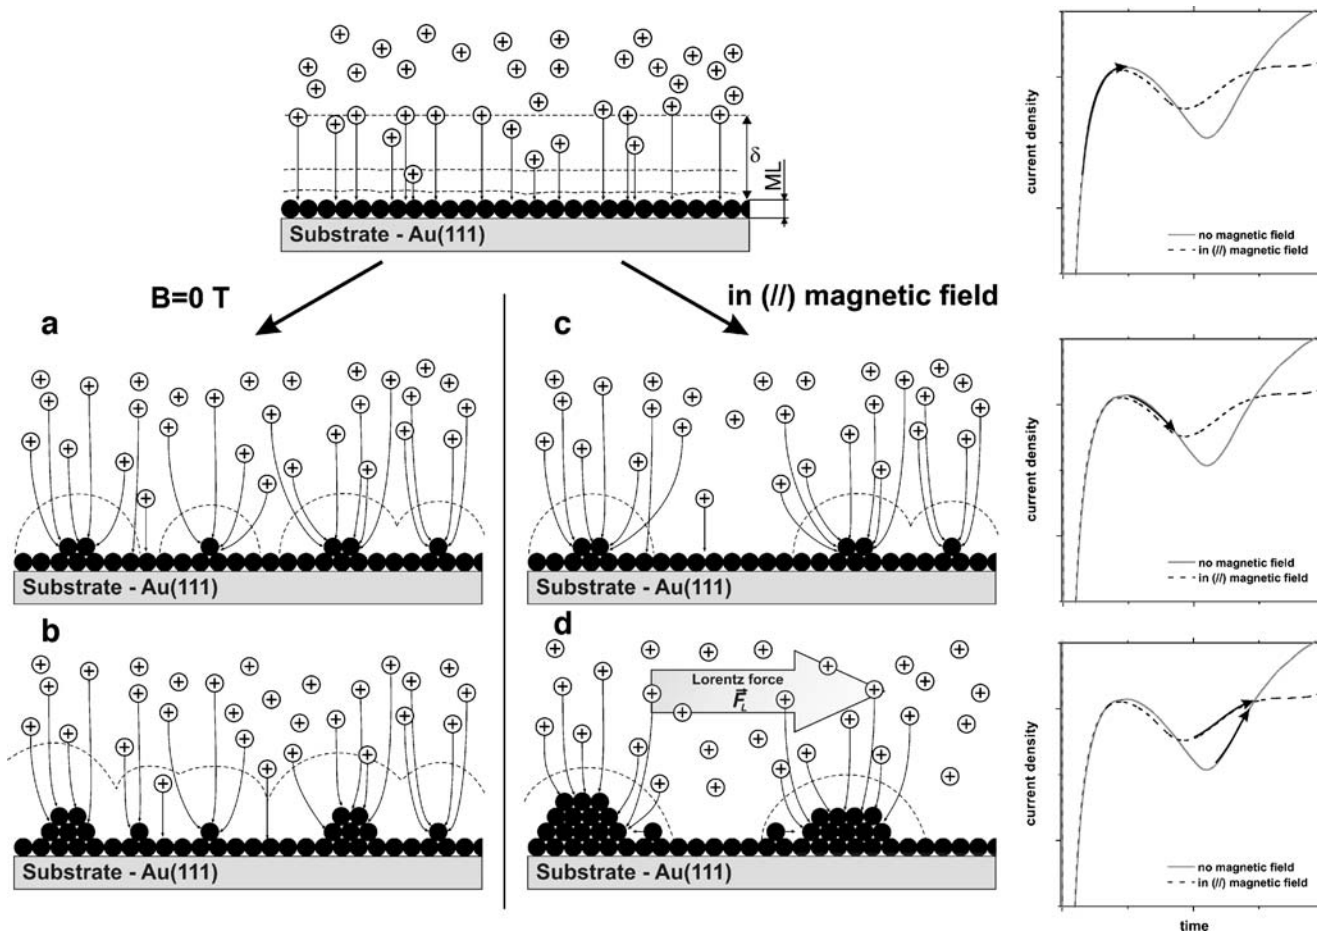 δ
ML
Substrate - Au(111)
B=0 T
in (//) magnetic field
a
Substrate - Au(111)
b
Substrate - Au(111)
c
Substrate - Au(111)
d
Lorentz force
F⃗L
Substrate - Au(111)
current density
no magnetic field
in (//) magnetic field
current density
no magnetic field
in (//) magnetic field
current density
no magnetic field
in (//) magnetic field
time